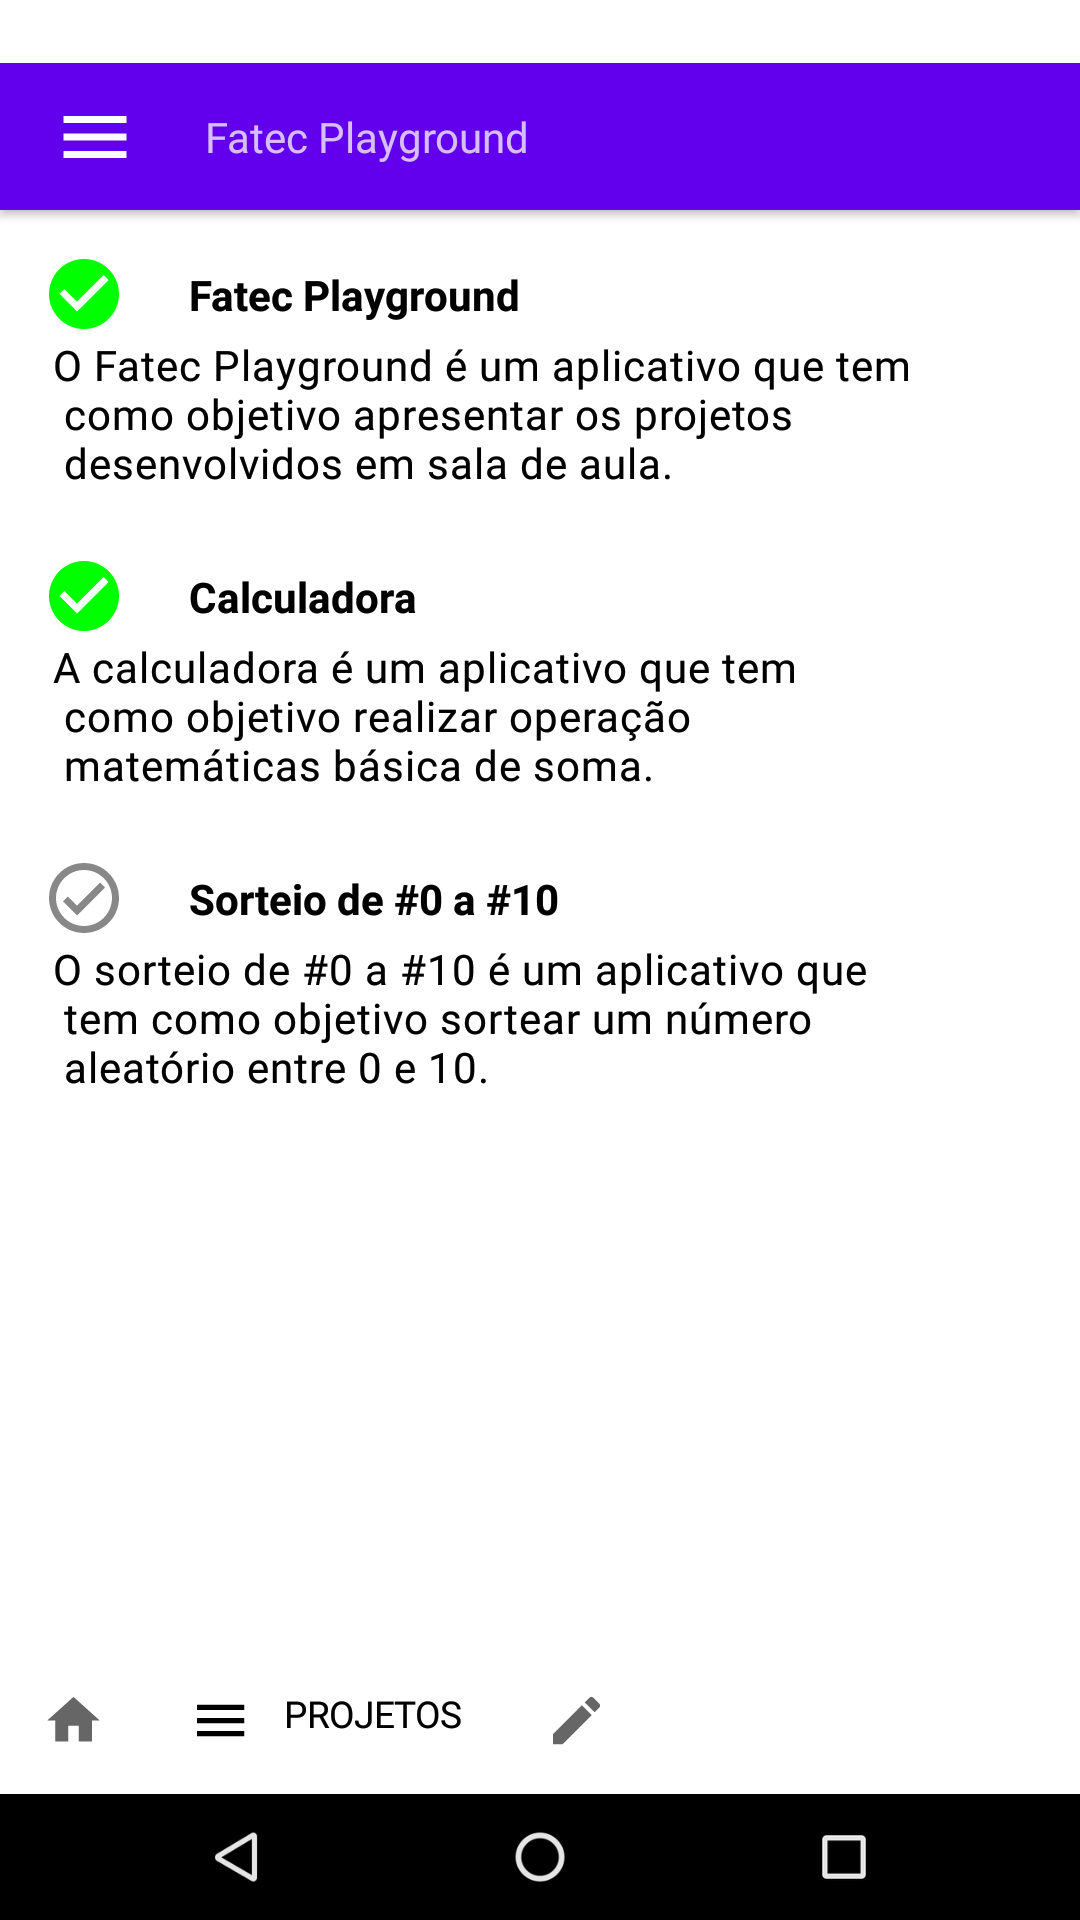 Fatec Playground
Fatec Playground
O Fatec Playground é um aplicativo que tem
como objetivo apresentar os projetos
desenvolvidos em sala de aula.
Calculadora
A calculadora é um aplicativo que tem
como objetivo realizar operação
matemáticas básica de soma.
Sorteio de #0 a #10
O sorteio de #0 a #10 é um aplicativo que
tem como objetivo sortear um número
aleatório entre 0 e 10.
PROJETOS